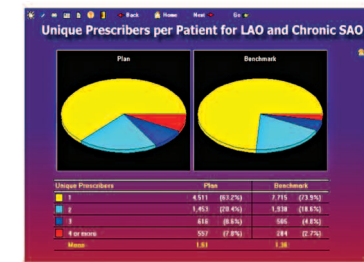 Back Home Next Go
Unique Prescribers per Patient for LAO and Chronic SAO
Plan Benchmark
Unique Prescribers Plan Benchmark
1 4,511 (63.2%) 7,715 (73.9%)
2 1,453 (20.4%) 1,938 (18.6%)
3 616 (8.6%) 505 (4.8%)
4 or more 557 (7.8%) 284 (2.7%)
Mean 1.61 1.36